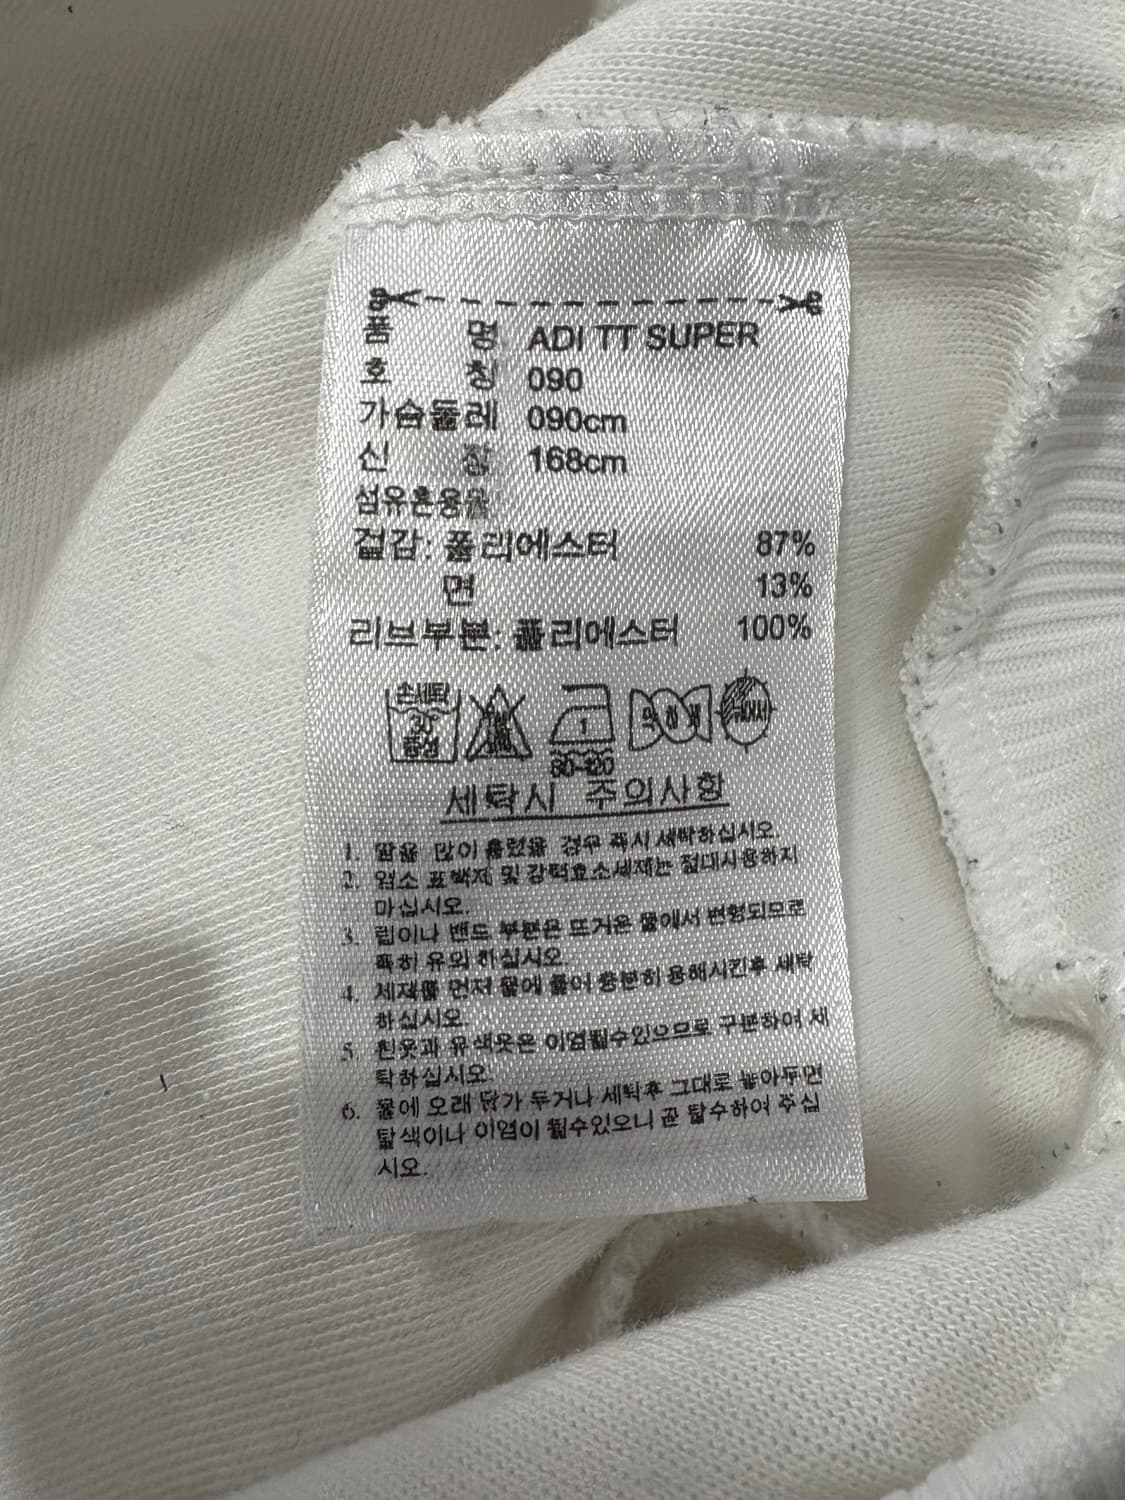 품 명 ADI TT SUPER
호 칭 090
가슴둘레 090cm
신 장 168cm
섬유혼용율
겉감: 폴리에스터 87%
면 13%
리브부분: 폴리에스터 100%
손세탁
30
중성
1
80-120
세탁시 주의사항
1. 땀을 많이 흘렸을 경우 즉시 세탁하십시오
2. 염소 표백제 및 강력효소세제는 절대사용하지
마십시오.
3. 립이나 밴드 부분은 뜨거운 물에서 변형되므로
특히 유의 하십시오.
4. 세제를 먼저 물에 풀어 충분히 용해시킨후 세탁
하십시오.
5. 흰옷과 유색옷은 이염될수있으므로 구분하여 세
탁하십시오.
6. 물에 오래 담가 두거나 세탁후 그대로 놓아두면
탈색이나 이염이 될수있으니 곧 탈수하여 주십
시오.